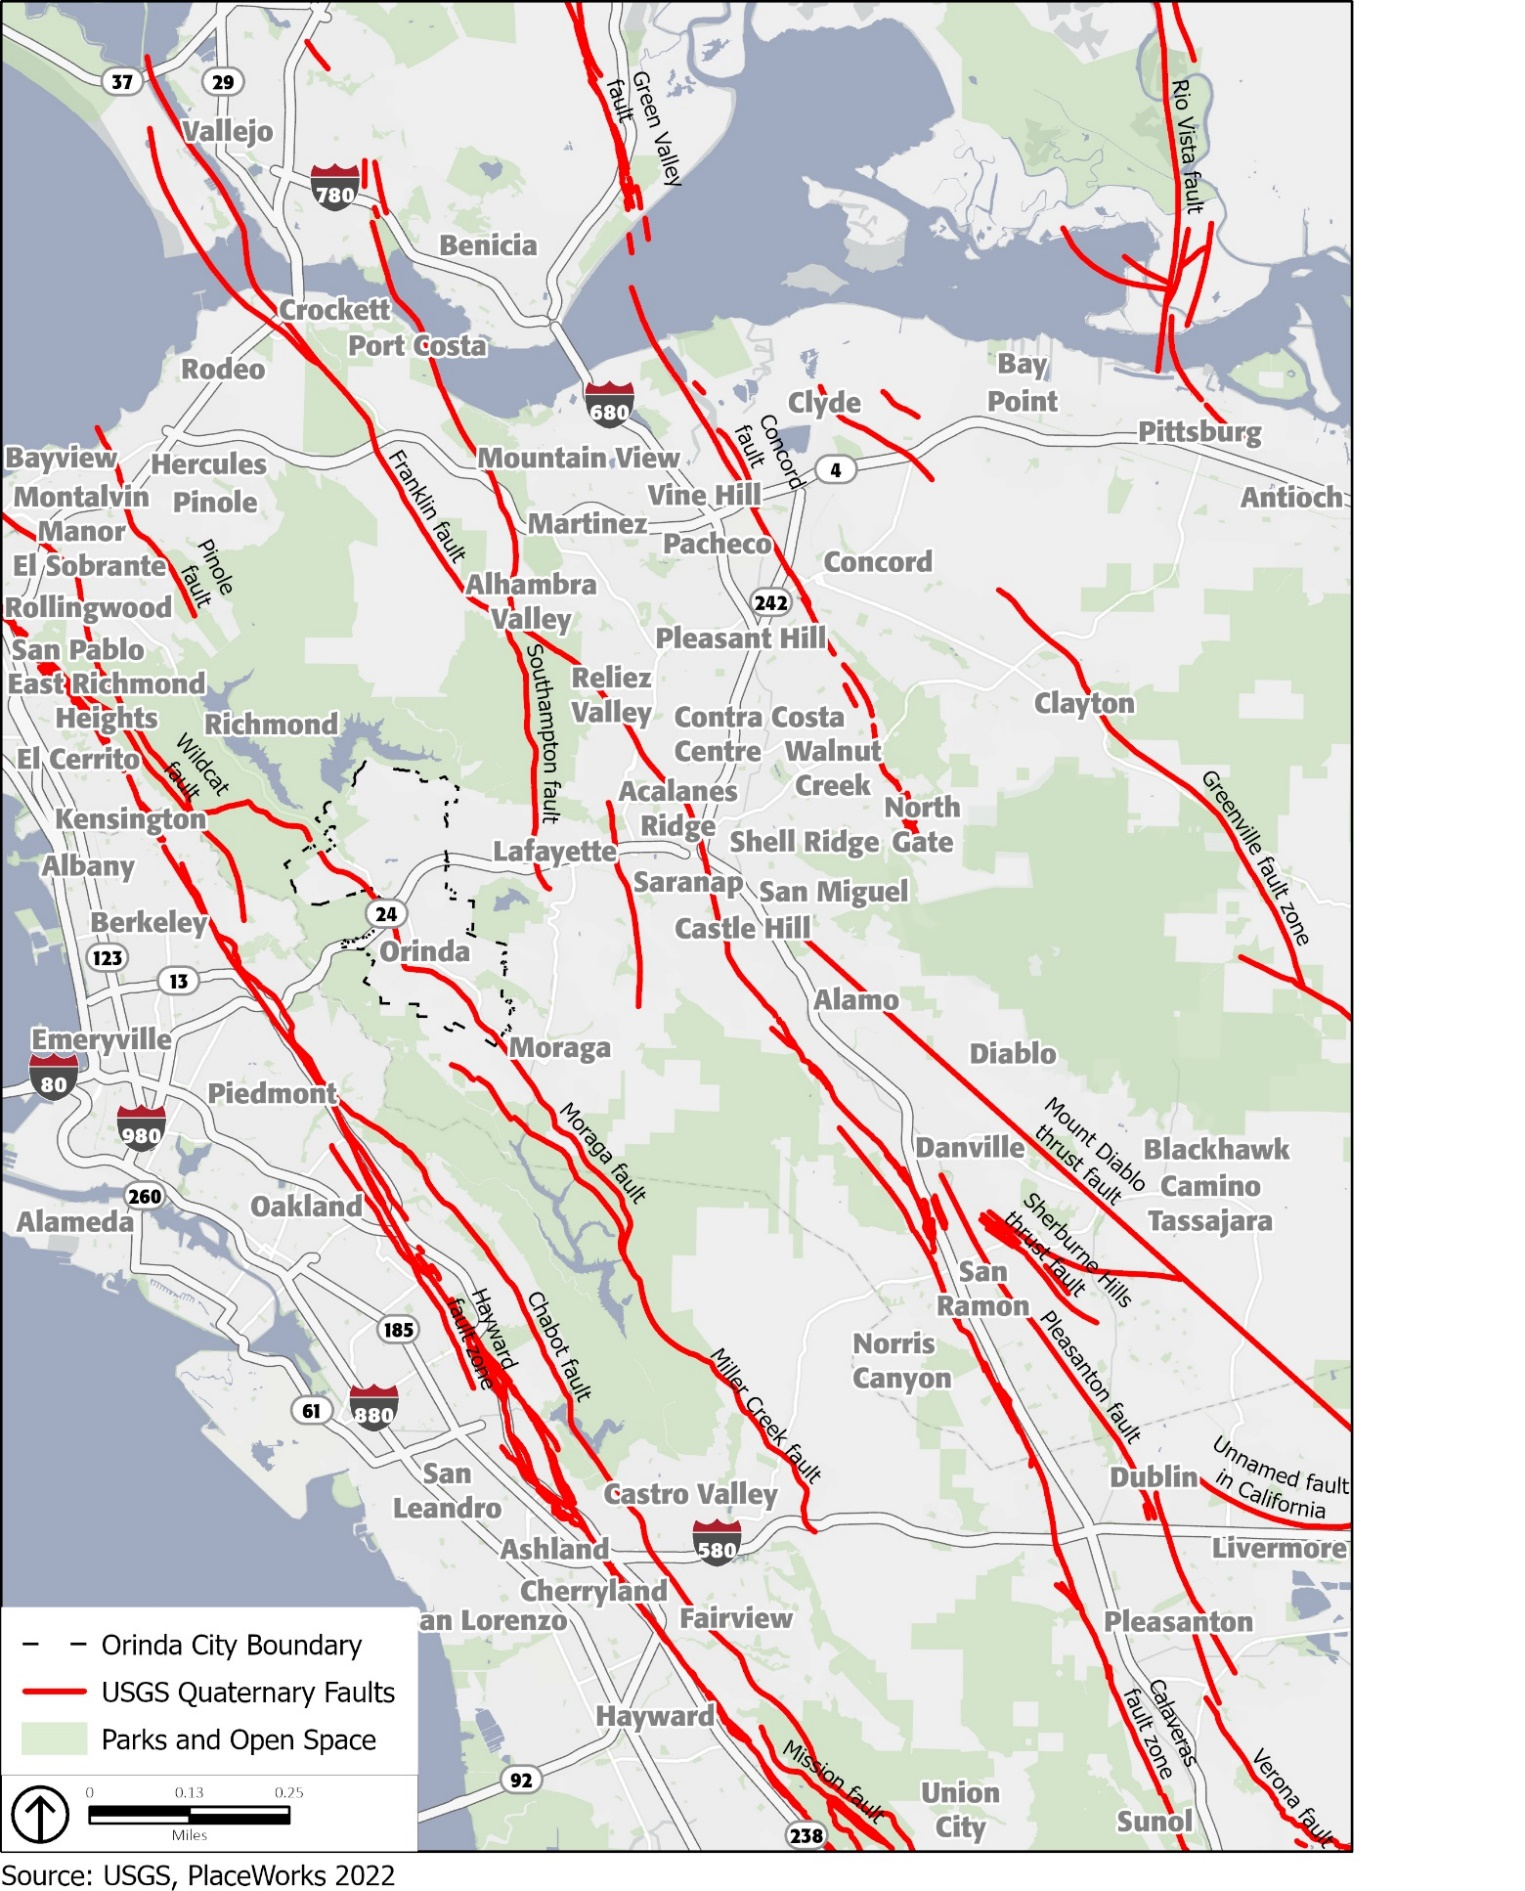 37
29
Vallejo
780
Benicia
Green Valley
fault
Rio Vista fault
Crockett
Port Costa
Rodeo
680
Clyde
Bay
Point
Pittsburg
Antioch
Concord
fault
4
Bayview
Hercules
Montalvin
Manor
Pinole
El Sobrante
Rollingwood
Pinole
fault
Franklin fault
Mountain View
Vine Hill
Martinez
Pacheco
Concord
Alhambra
Valley
242
Pleasant Hill
San Pablo
East Richmond
Heights
Richmond
El Cerrito
Wildcat
fault
Southampton fault
Reliez
Valley
Contra Costa
Centre
Walnut
Creek
Clayton
Kensington
Acalanes
Ridge
North
Gate
Shell Ridge
Greenville fault zone
Albany
Lafayette
Saranap
San Miguel
Berkeley
24
Castle Hill
Orinda
123
13
Alamo
Emeryville
Moraga
Diablo
80
Piedmont
980
Moraga fault
Danville
Mount Diablo
thrust fault
Blackhawk
Camino
Tassajara
260
Alameda
Oakland
Sherburne Hills
thrust fault
San
Ramon
Hayward
fault zone
Chabot fault
185
Norris
Canyon
Miller Creek fault
Pleasanton fault
61
880
San
Leandro
Castro Valley
Dublin
Unnamed fault
in California
Ashland
580
Livermore
Cherryland
an Lorenzo
Fairview
Pleasanton
Hayward
Calaveras
fault zone
Mission fault
Verona fault
92
Union
City
Sunol
238
Orinda City Boundary
USGS Quaternary Faults
Parks and Open Space
0 0.13 0.25
Miles
Source: USGS, PlaceWorks 2022